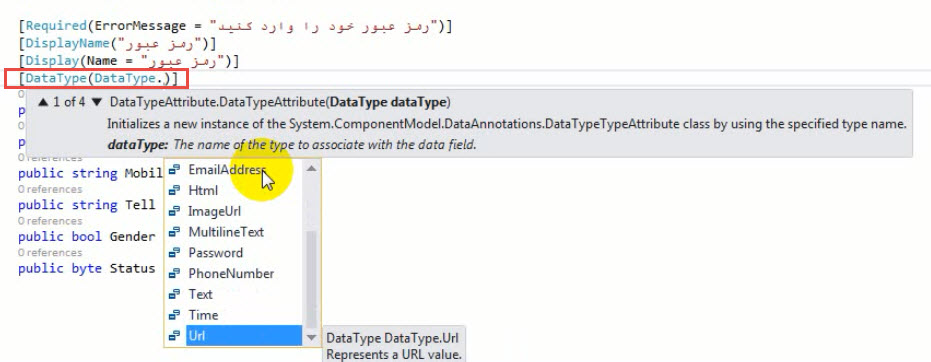 [Required(ErrorMessage = "رمز عبور خود را وارد کنید")]
[DisplayName("رمز عبور")]
[Display(Name = "رمز عبور")]
[DataType(DataType.)]
▲ 1 of 4 ▼ DataTypeAttribute.DataTypeAttribute(DataType dataType)
Initializes a new instance of the System.ComponentModel.DataAnnotations.DataTypeTypeAttribute class by using the specified type name.
dataType: The name of the type to associate with the data field.
0 references
public string Mobil
0 references
public string Tell
0 references
public bool Gender
0 references
public byte Status
EmailAddress
Html
ImageUrl
MultilineText
Password
PhoneNumber
Text
Time
Url
DataType DataType.Url
Represents a URL value.